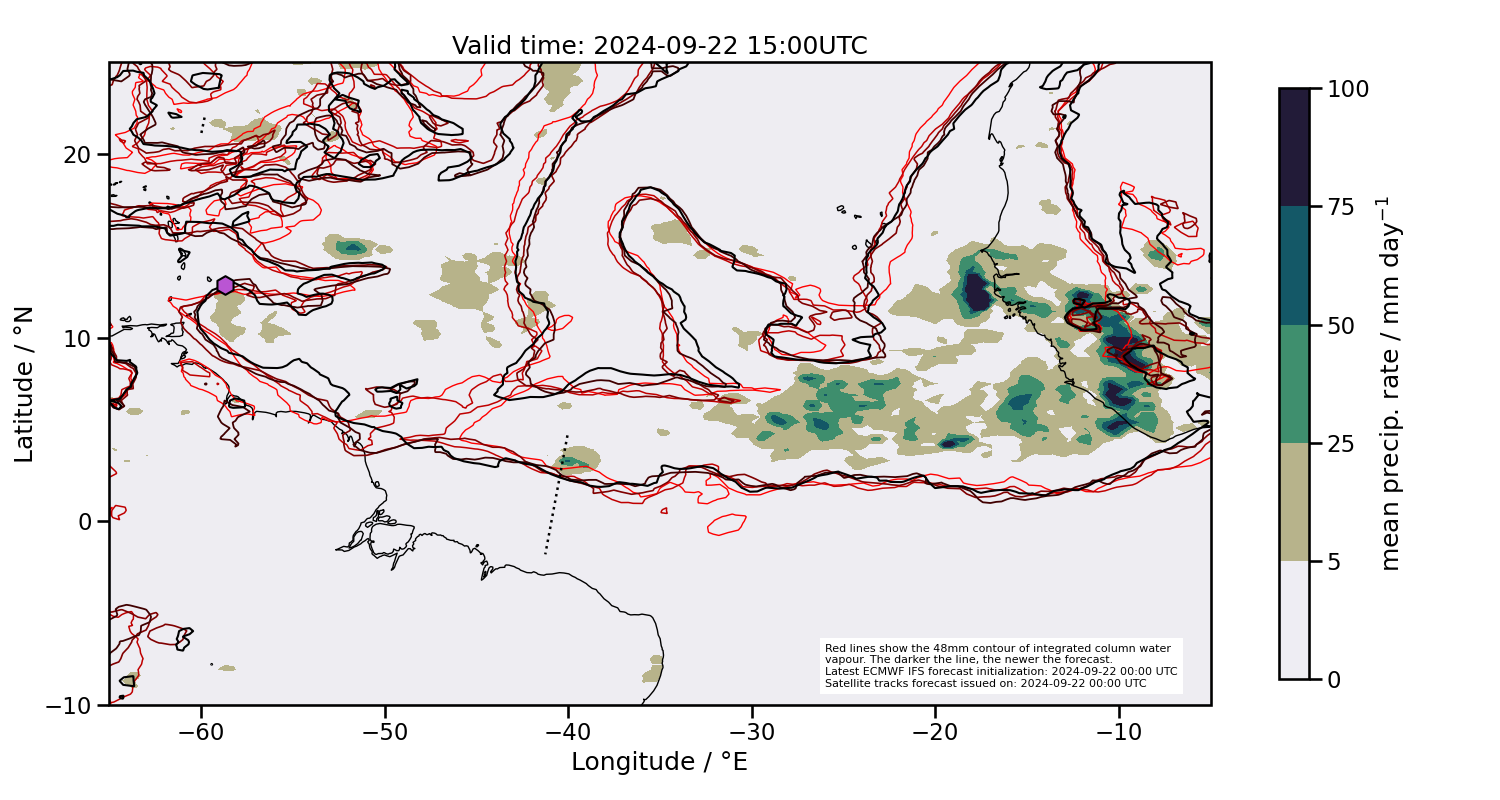 Valid time: 2024-09-22 15:00UTC
Latitude / °N
20
10
0
−10
−60
−50
−40
−30
−20
−10
Longitude / °E
Red lines show the 48mm contour of integrated column water
vapour. The darker the line, the newer the forecast.
Latest ECMWF IFS forecast initialization: 2024-09-22 00:00 UTC
Satellite tracks forecast issued on: 2024-09-22 00:00 UTC
100
75
50
25
5
0
mean precip. rate / mm day⁻¹